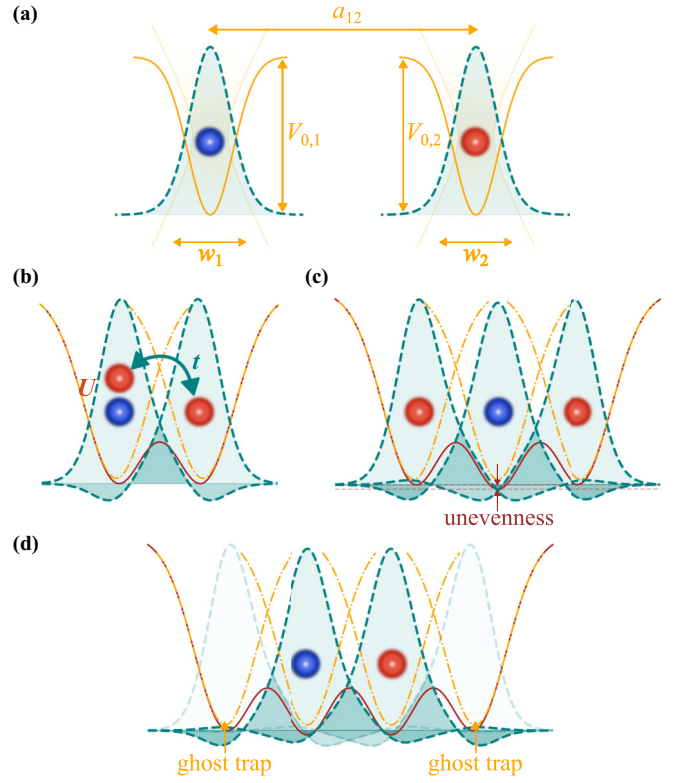 (a)
a12
V0,1
V0,2
w1
w2
(b)
(c)
U
t
unevenness
(d)
ghost trap
ghost trap